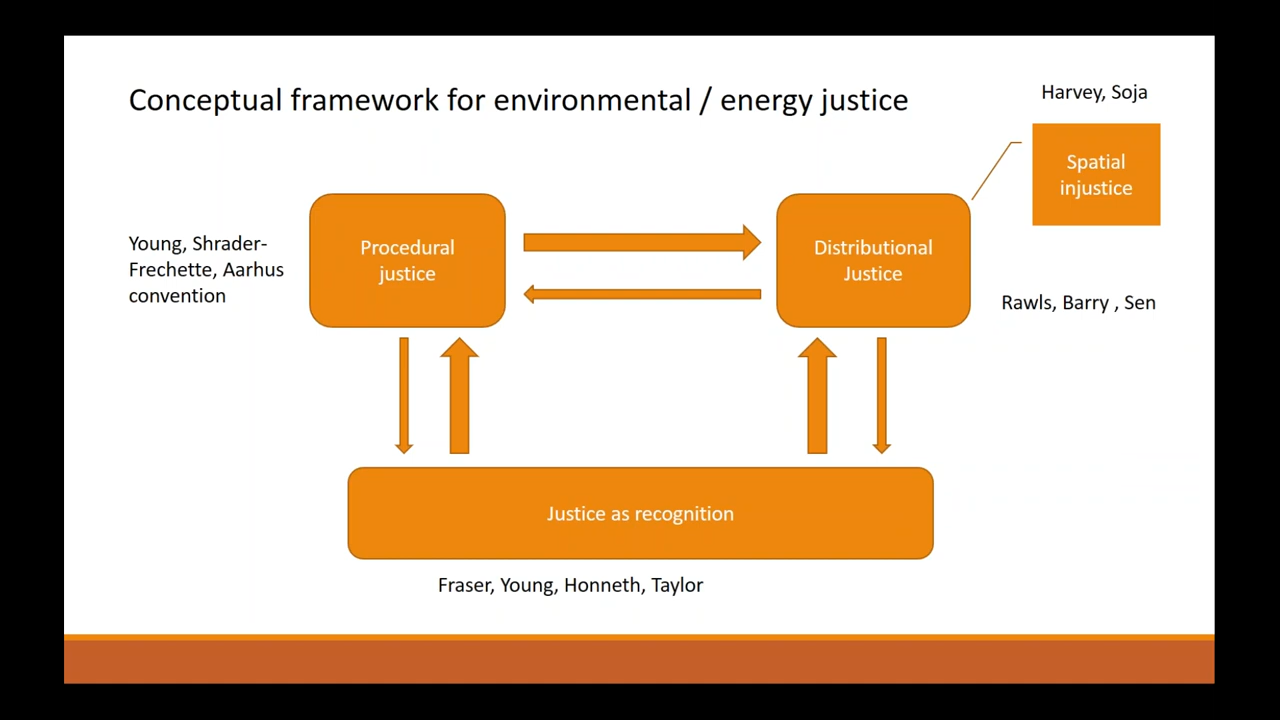 Conceptual framework for environmental / energy justice
Harvey, Soja
Spatial
injustice
Young, Shrader-
Frechette, Aarhus
convention
Procedural
justice
Distributional
Justice
Rawls, Barry , Sen
Justice as recognition
Fraser, Young, Honneth, Taylor